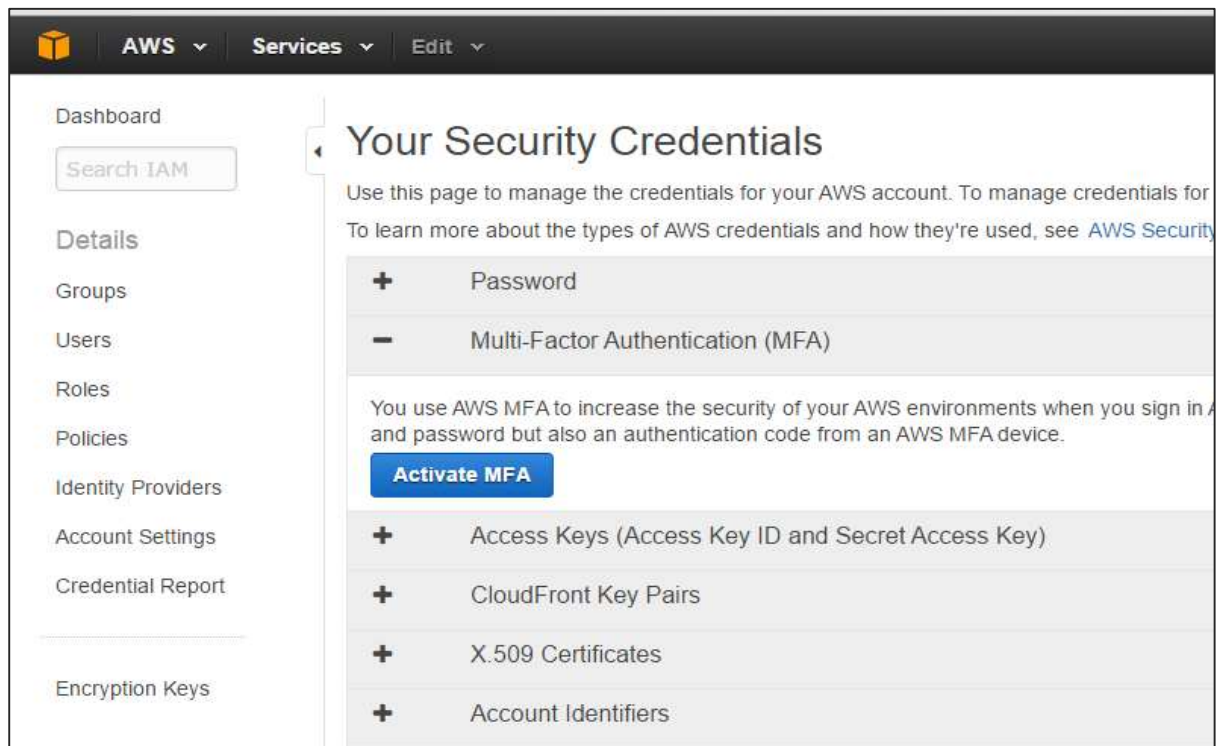 AWS Services Edit
Dashboard
Search IAM
Details
Groups
Users
Roles
Policies
Identity Providers
Account Settings
Credential Report
Encryption Keys
Your Security Credentials
Use this page to manage the credentials for your AWS account. To manage credentials for
To learn more about the types of AWS credentials and how they're used, see AWS Security
+ Password
− Multi-Factor Authentication (MFA)
You use AWS MFA to increase the security of your AWS environments when you sign in
and password but also an authentication code from an AWS MFA device.
Activate MFA
+ Access Keys (Access Key ID and Secret Access Key)
+ CloudFront Key Pairs
+ X.509 Certificates
+ Account Identifiers